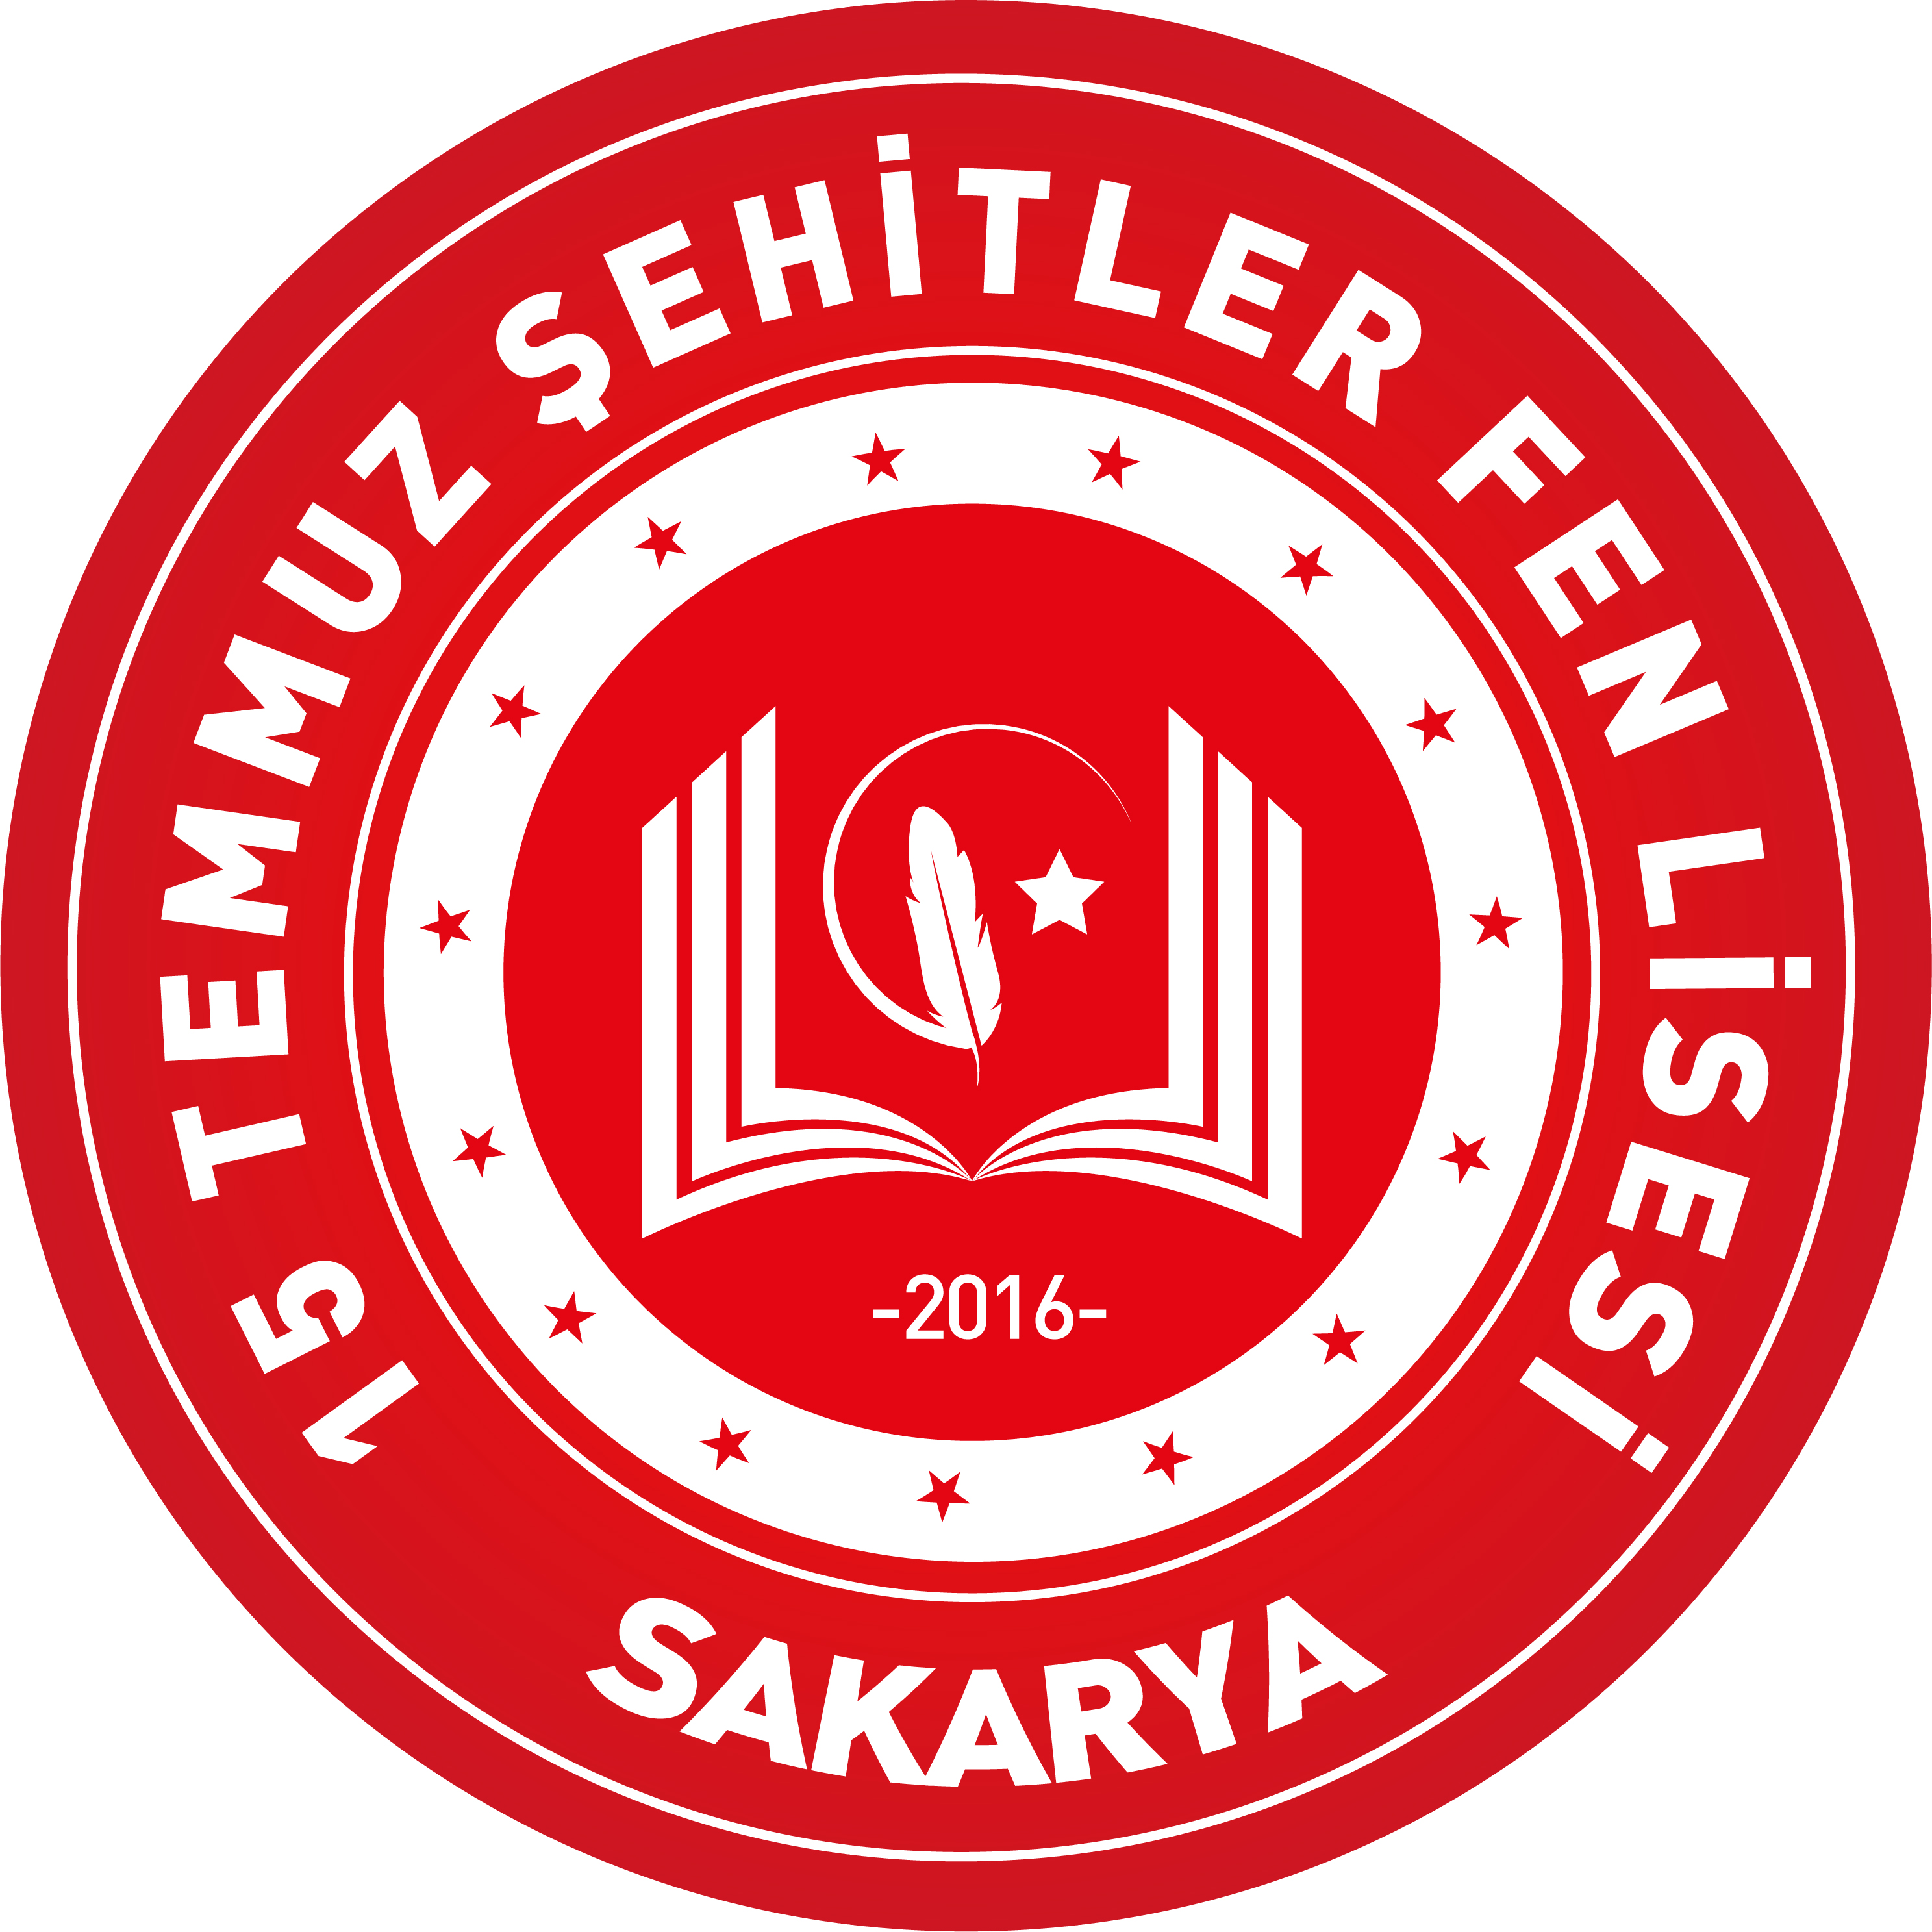 15 TEMMUZ ŞEHİTLER FEN LİSESİ
-2016-
SAKARYA